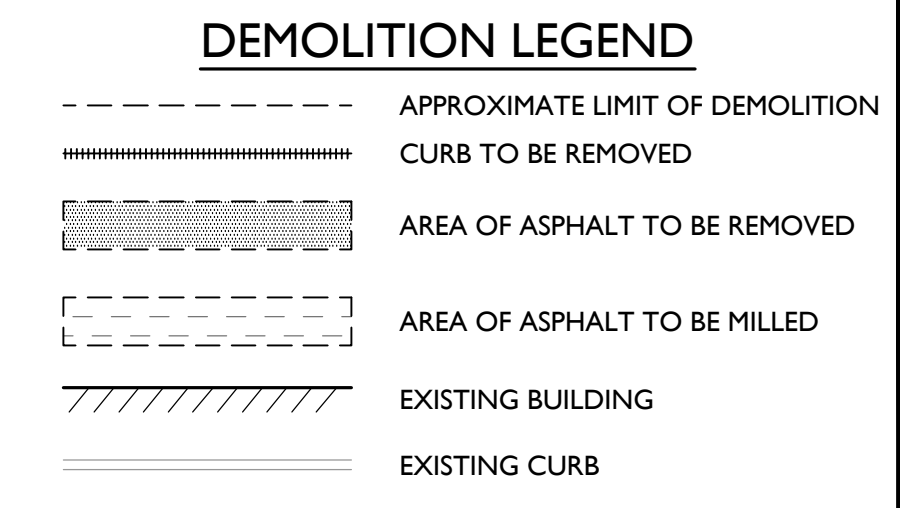 DEMOLITION LEGEND
APPROXIMATE LIMIT OF DEMOLITION
CURB TO BE REMOVED
AREA OF ASPHALT TO BE REMOVED
AREA OF ASPHALT TO BE MILLED
EXISTING BUILDING
EXISTING CURB